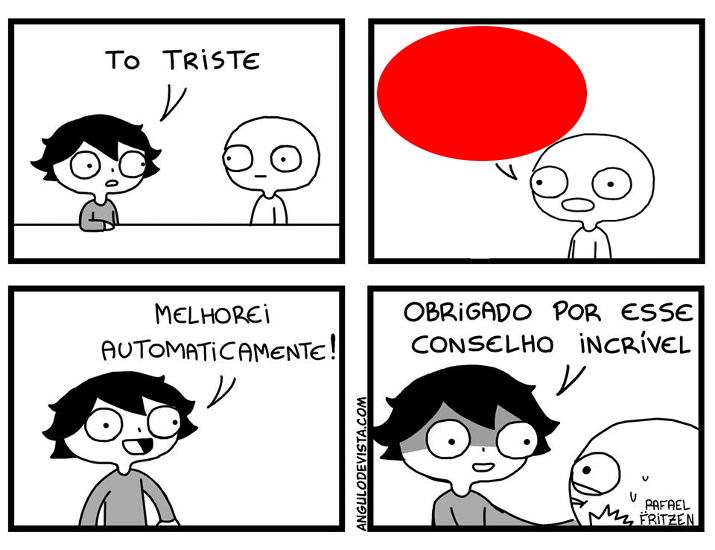 TO TRISTE
MELHOREI
AUTOMATICAMENTE!
OBRIGADO POR ESSE
CONSELHO INCRÍVEL
ANGULODEVISTA.COM
RAFAEL
FRITZEN